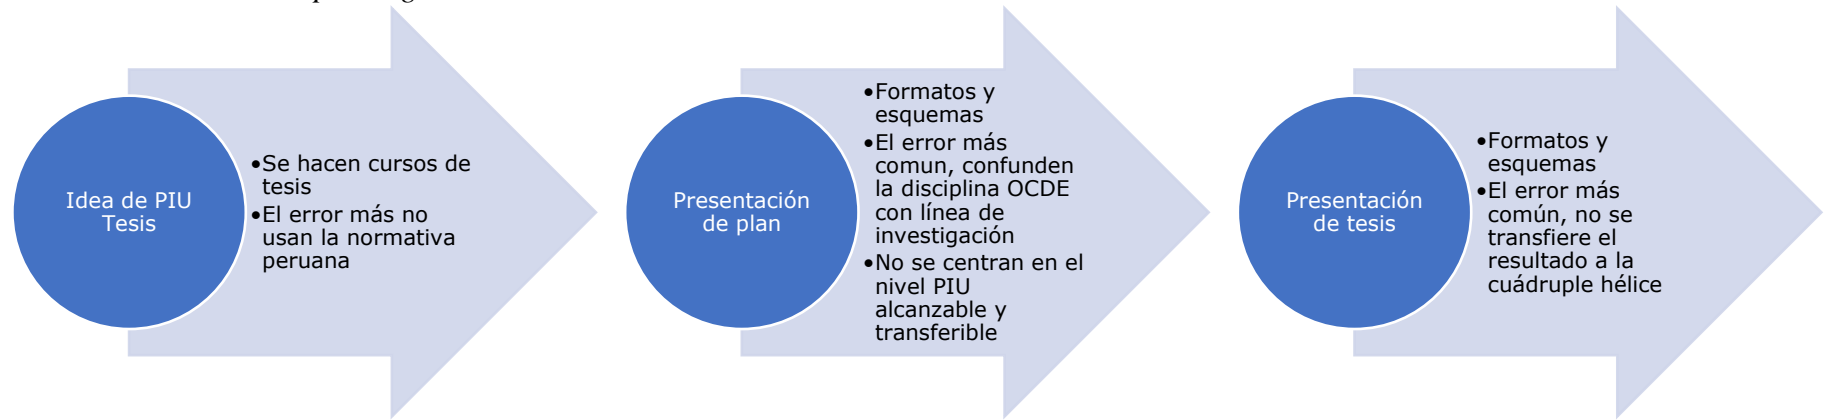 Idea de PIU
Tesis
•Se hacen cursos de
tesis
•El error más no
usan la normativa
peruana
Presentación
de plan
•Formatos y
esquemas
•El error más
comun, confunden
la disciplina OCDE
con línea de
investigación
•No se centran en el
nivel PIU
alcanzable y
transferible
Presentación
de tesis
•Formatos y
esquemas
•El error más
común, no se
transfiere el
resultado a la
cuádruple hélice